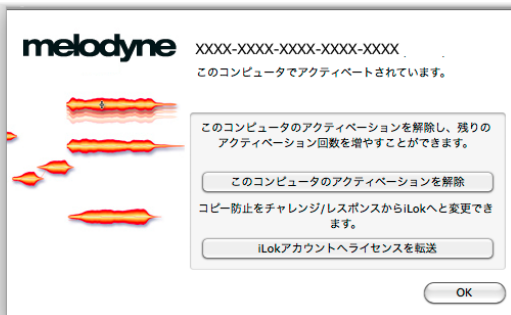 melodyne
XXXX-XXXX-XXXX-XXXX-XXXX
このコンピュータでアクティベートされています。
このコンピュータのアクティベーションを解除し、残りの
アクティベーション回数を増やすことができます。
このコンピュータのアクティベーションを解除
コピー防止をチャレンジ/レスポンスからiLokへと変更でき
ます。
iLokアカウントへライセンスを転送
OK